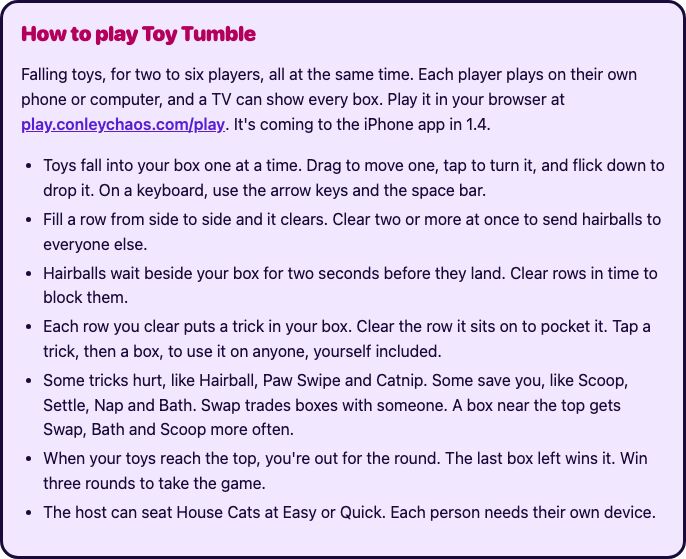 How to play Toy Tumble
Falling toys, for two to six players, all at the same time. Each player plays on their own
phone or computer, and a TV can show every box. Play it in your browser at
play.conleychaos.com/play. It's coming to the iPhone app in 1.4.
• Toys fall into your box one at a time. Drag to move one, tap to turn it, and flick down to
drop it. On a keyboard, use the arrow keys and the space bar.
• Fill a row from side to side and it clears. Clear two or more at once to send hairballs to
everyone else.
• Hairballs wait beside your box for two seconds before they land. Clear rows in time to
block them.
• Each row you clear puts a trick in your box. Clear the row it sits on to pocket it. Tap a
trick, then a box, to use it on anyone, yourself included.
• Some tricks hurt, like Hairball, Paw Swipe and Catnip. Some save you, like Scoop,
Settle, Nap and Bath. Swap trades boxes with someone. A box near the top gets
Swap, Bath and Scoop more often.
• When your toys reach the top, you're out for the round. The last box left wins it. Win
three rounds to take the game.
• The host can seat House Cats at Easy or Quick. Each person needs their own device.